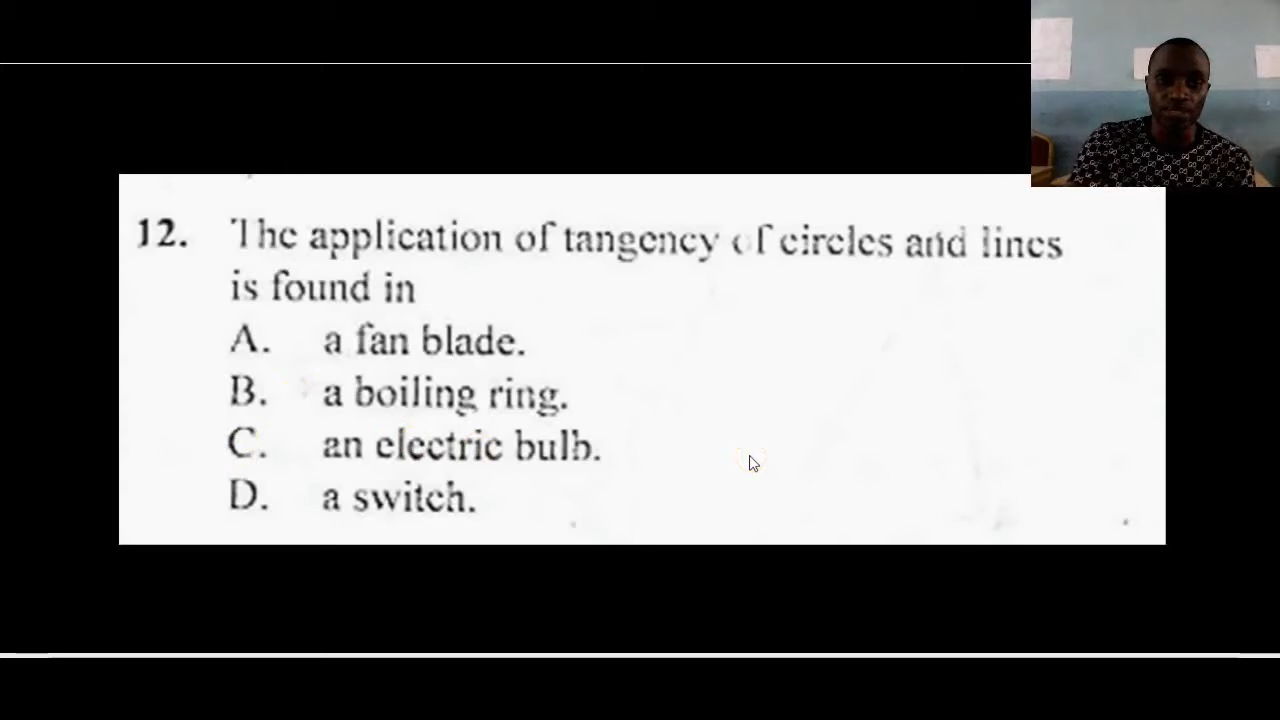 12. The application of tangency of circles and lines
is found in
A. a fan blade.
B. a boiling ring.
C. an electric bulb.
D. a switch.